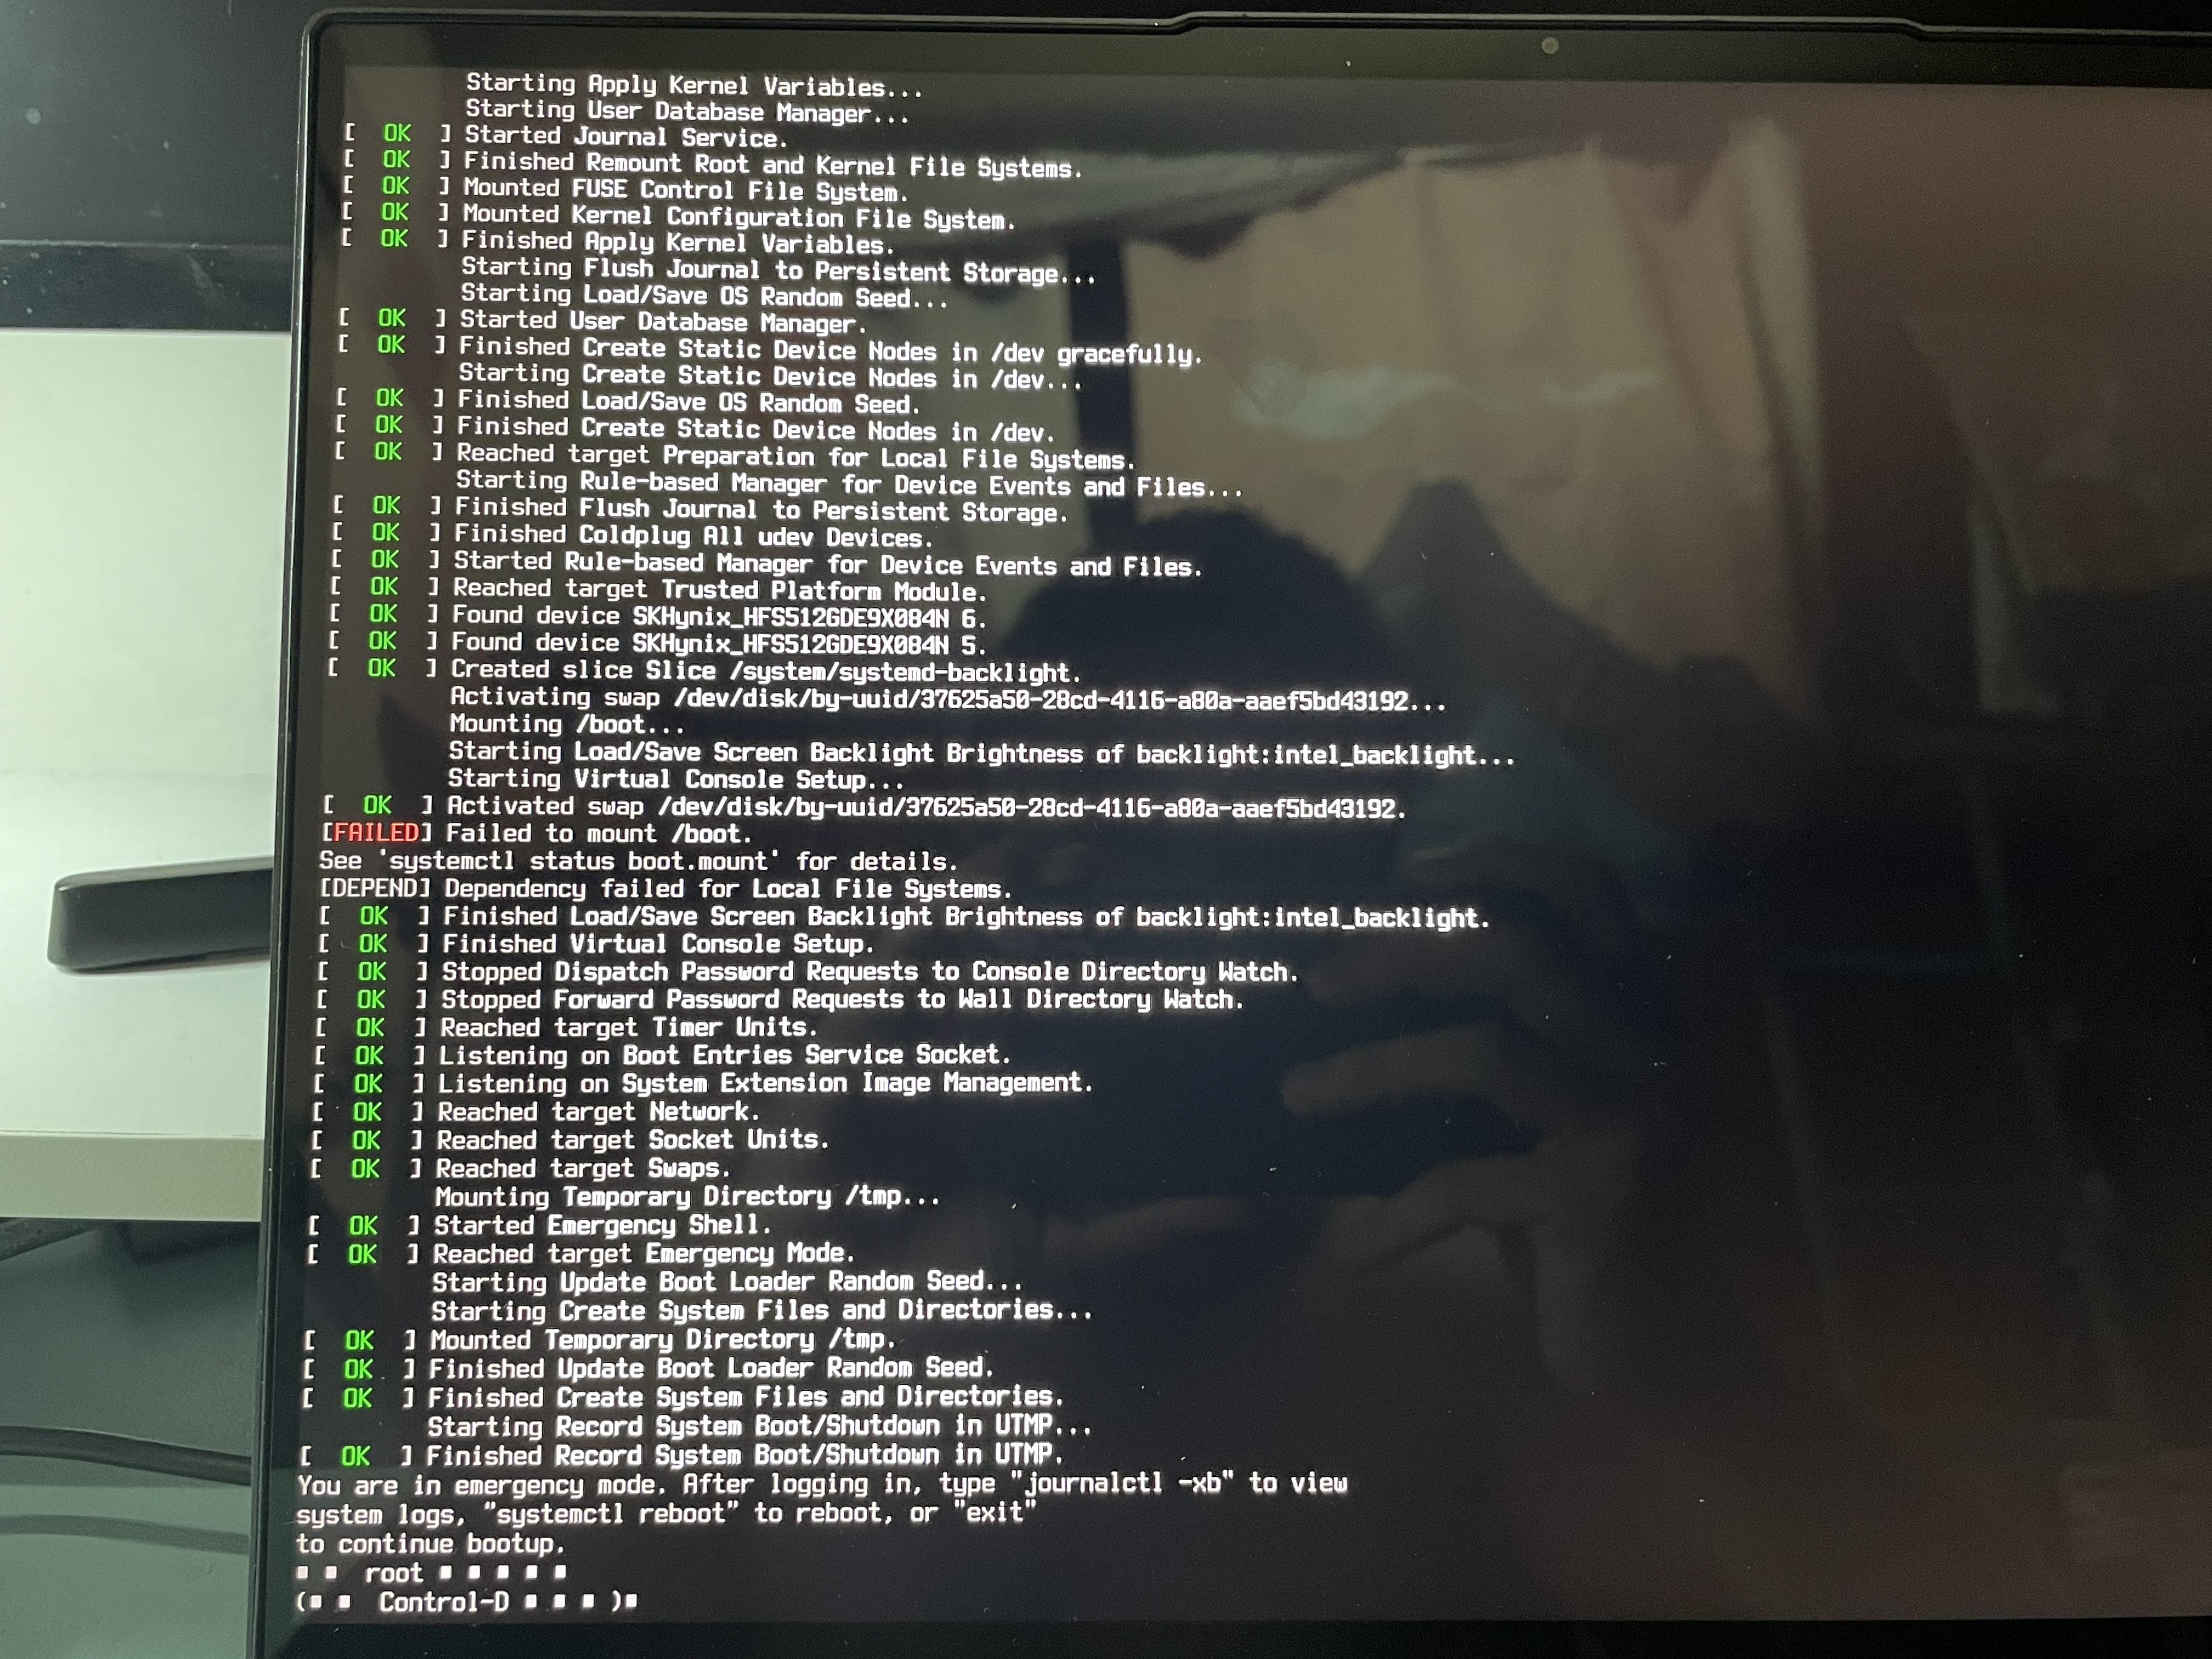 Starting Apply Kernel Variables...
Starting User Database Manager...
[  OK  ] Started Journal Service.
[  OK  ] Finished Remount Root and Kernel File Systems.
[  OK  ] Mounted FUSE Control File System.
[  OK  ] Mounted Kernel Configuration File System.
[  OK  ] Finished Apply Kernel Variables.
Starting Flush Journal to Persistent Storage...
Starting Load/Save OS Random Seed...
[  OK  ] Started User Database Manager.
[  OK  ] Finished Create Static Device Nodes in /dev gracefully.
Starting Create Static Device Nodes in /dev...
[  OK  ] Finished Load/Save OS Random Seed.
[  OK  ] Finished Create Static Device Nodes in /dev.
[  OK  ] Reached target Preparation for Local File Systems.
Starting Rule-based Manager for Device Events and Files...
[  OK  ] Finished Flush Journal to Persistent Storage.
[  OK  ] Finished Coldplug All udev Devices.
[  OK  ] Started Rule-based Manager for Device Events and Files.
[  OK  ] Reached target Trusted Platform Module.
[  OK  ] Found device SKHynix_HFS512GDE9X084N 6.
[  OK  ] Found device SKHynix_HFS512GDE9X084N 5.
[  OK  ] Created slice Slice /system/systemd-backlight.
Activating swap /dev/disk/by-uuid/37625a50-28cd-4116-a80a-aaef5bd43192...
Mounting /boot...
Starting Load/Save Screen Backlight Brightness of backlight:intel_backlight...
Starting Virtual Console Setup...
[  OK  ] Activated swap /dev/disk/by-uuid/37625a50-28cd-4116-a80a-aaef5bd43192.
[FAILED] Failed to mount /boot.
See 'systemctl status boot.mount' for details.
[DEPEND] Dependency failed for Local File Systems.
[  OK  ] Finished Load/Save Screen Backlight Brightness of backlight:intel_backlight.
[  OK  ] Finished Virtual Console Setup.
[  OK  ] Stopped Dispatch Password Requests to Console Directory Watch.
[  OK  ] Stopped Forward Password Requests to Wall Directory Watch.
[  OK  ] Reached target Timer Units.
[  OK  ] Listening on Boot Entries Service Socket.
[  OK  ] Listening on System Extension Image Management.
[  OK  ] Reached target Network.
[  OK  ] Reached target Socket Units.
[  OK  ] Reached target Swaps.
Mounting Temporary Directory /tmp...
[  OK  ] Started Emergency Shell.
[  OK  ] Reached target Emergency Mode.
Starting Update Boot Loader Random Seed...
Starting Create System Files and Directories...
[  OK  ] Mounted Temporary Directory /tmp.
[  OK  ] Finished Update Boot Loader Random Seed.
[  OK  ] Finished Create System Files and Directories.
Starting Record System Boot/Shutdown in UTMP...
[  OK  ] Finished Record System Boot/Shutdown in UTMP.
You are in emergency mode. After logging in, type "journalctl -xb" to view
system logs, "systemctl reboot" to reboot, or "exit"
to continue bootup.
■ ■  root ■ ■ ■ ■ ■
(■ ■  Control-D ■ ■ ■ )■